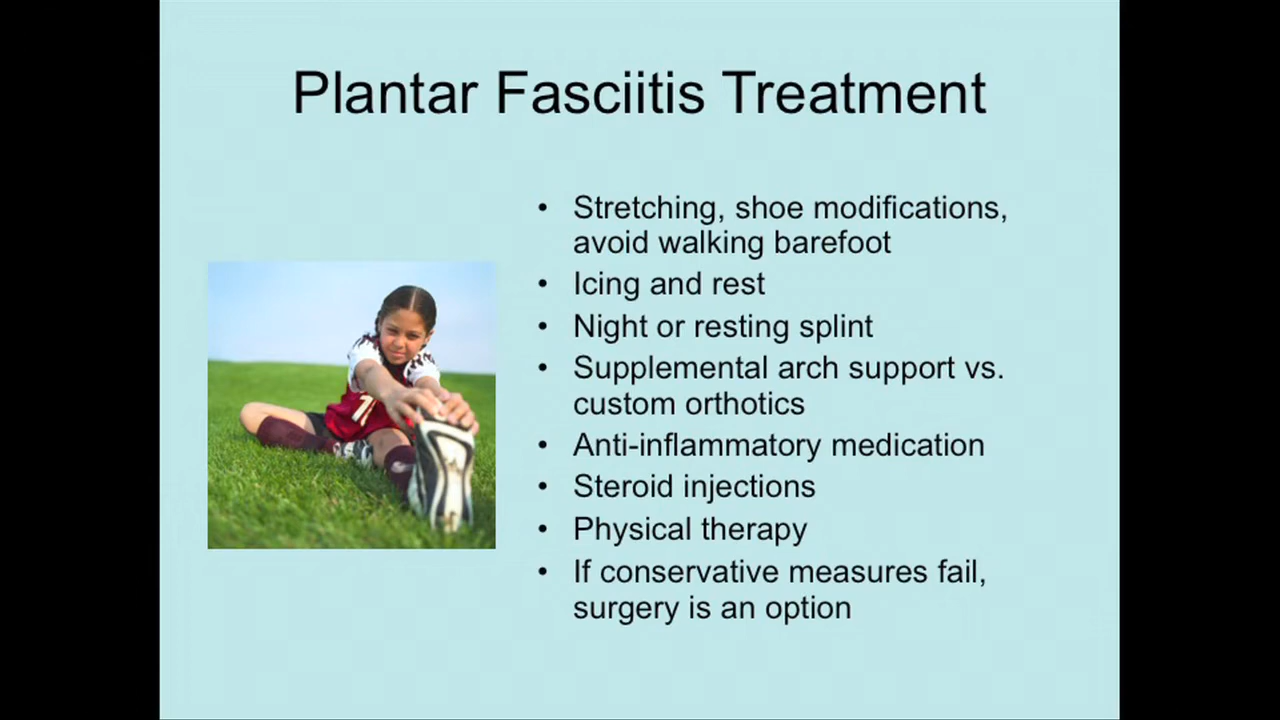 Plantar Fasciitis Treatment
• Stretching, shoe modifications,
avoid walking barefoot
• Icing and rest
• Night or resting splint
• Supplemental arch support vs.
custom orthotics
• Anti-inflammatory medication
• Steroid injections
• Physical therapy
• If conservative measures fail,
surgery is an option